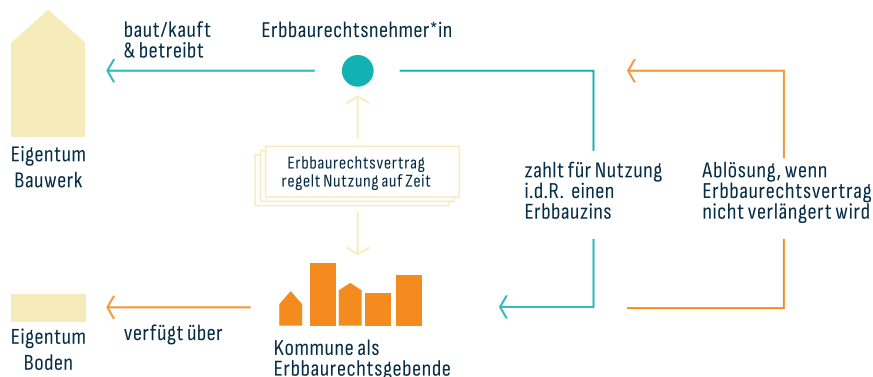 baut/kauft
& betreibt
Erbbaurechtsnehmer*in
Eigentum
Bauwerk
Erbbaurechtsvertrag
regelt Nutzung auf Zeit
zahlt für Nutzung
i.d.R. einen
Erbbauzins
Ablösung, wenn
Erbbaurechtsvertrag
nicht verlängert wird
Eigentum
Boden
verfügt über
Kommune als
Erbbaurechtsgebende